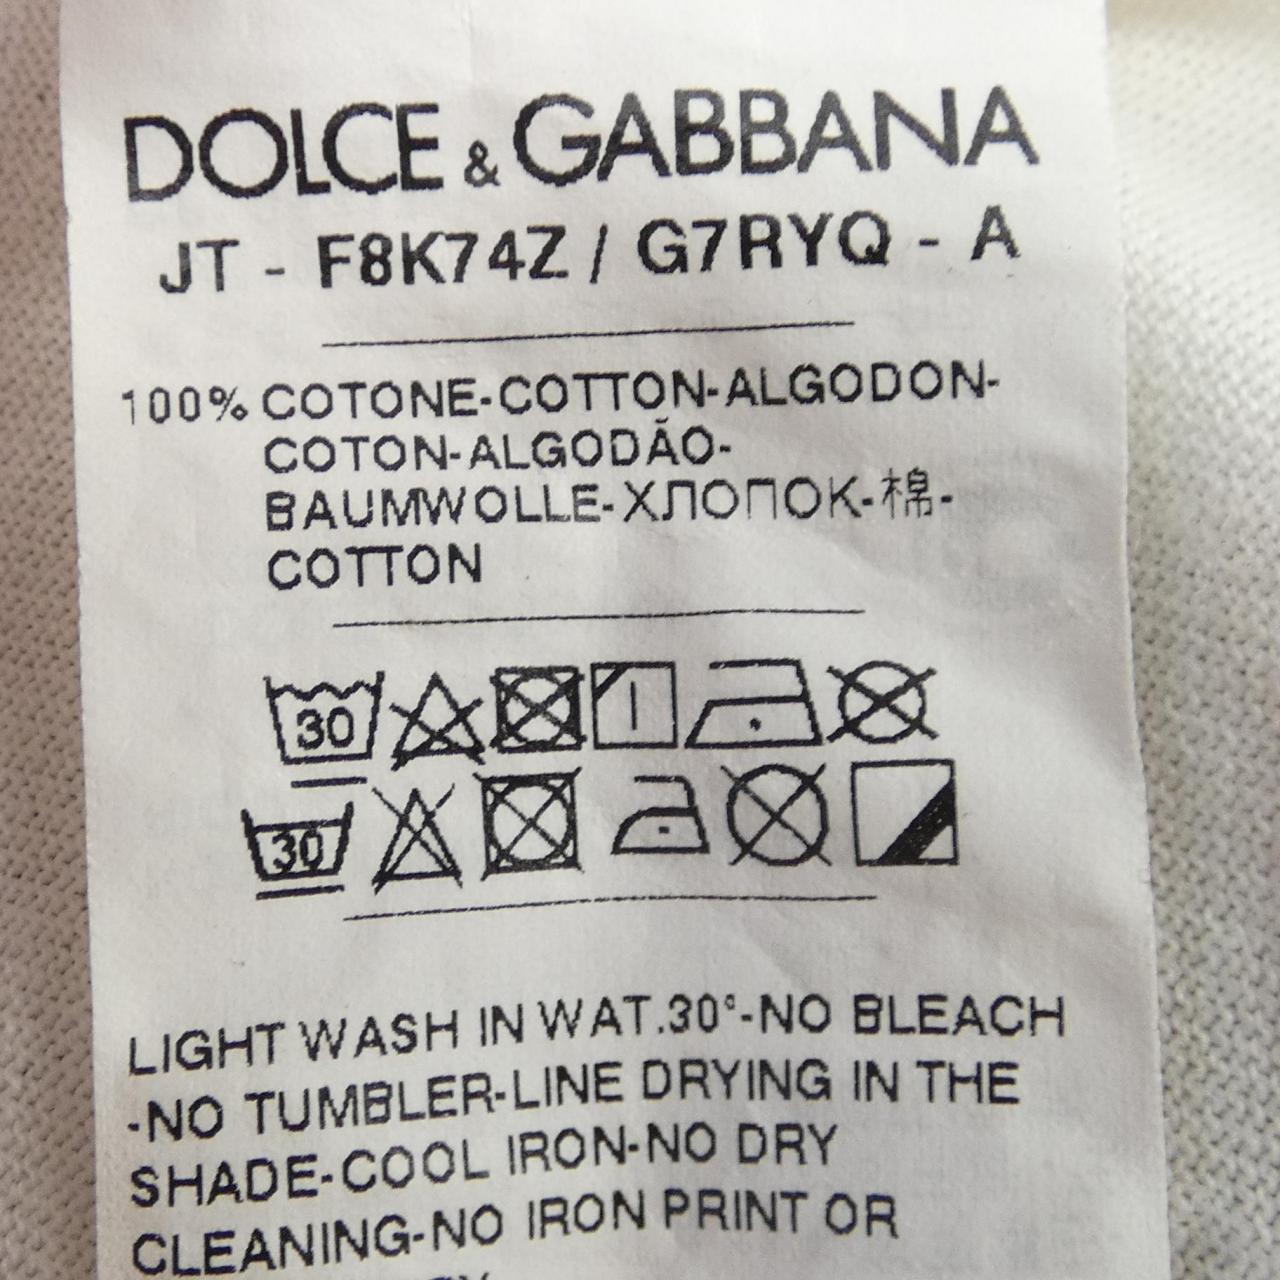 DOLCE & GABBANA
JT - F8K74Z / G7RYQ - A
100% COTONE-COTTON-ALGODON-
COTON-ALGODÃO-
BAUMWOLLE-ХЛОПОК-棉-
COTTON
30
30
LIGHT WASH IN WAT.30°-NO BLEACH
-NO TUMBLER-LINE DRYING IN THE
SHADE-COOL IRON-NO DRY
CLEANING-NO IRON PRINT OR